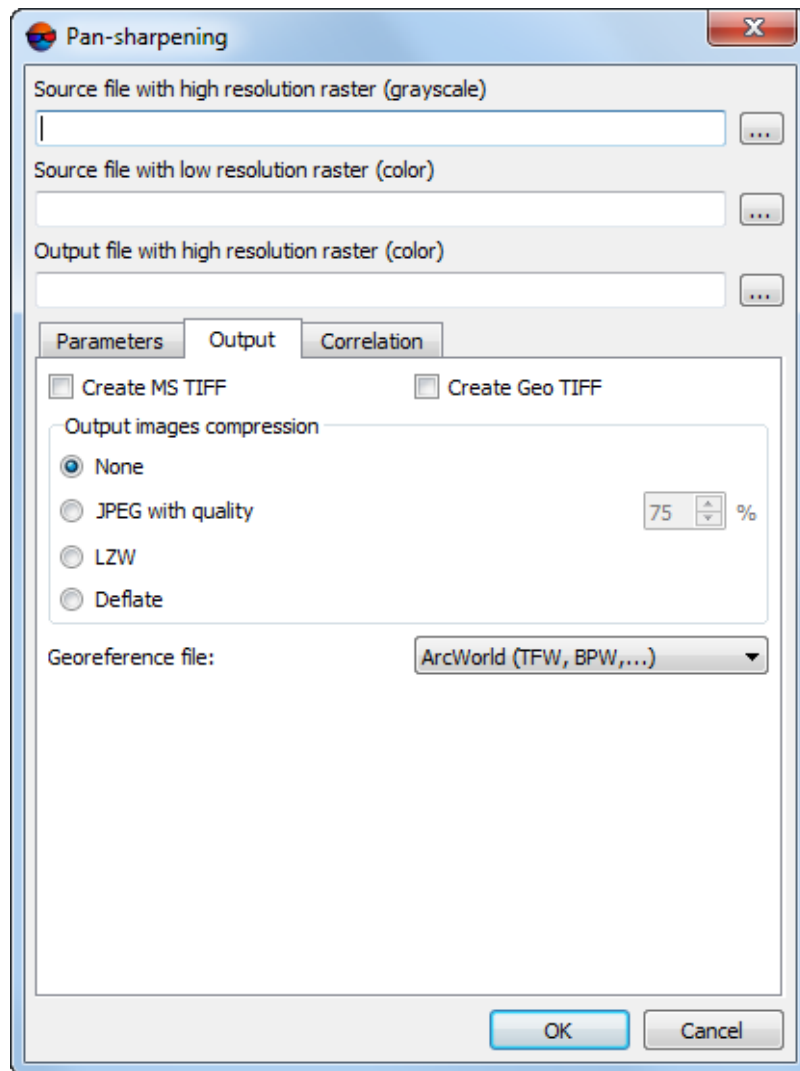 Pan-sharpening
Source file with high resolution raster (grayscale)
...
Source file with low resolution raster (color)
...
Output file with high resolution raster (color)
...
Parameters Output Correlation
Create MS TIFF Create Geo TIFF
Output images compression
None
JPEG with quality 75 %
LZW
Deflate
Georeference file: ArcWorld (TFW, BPW,...)
OK Cancel